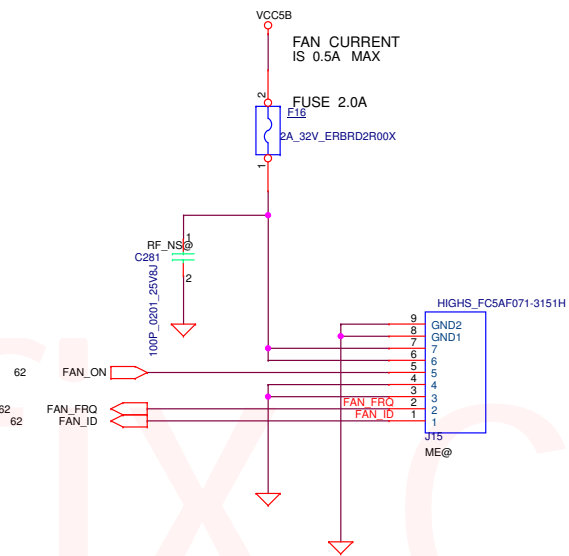 VCC5B
FAN CURRENT
IS 0.5A MAX
2
FUSE 2.0A
F16
2A_32V_ERBRD2R00X
1
RF_NS@
1
C281
2
100P_0201_25V8J
HIGHS_FC5AF071-3151H
9 GND2
8 GND1
7 7
6 6
62 FAN_ON 5 5
4 4
3 3
62 FAN_FRQ FAN_FRQ 2 2
62 FAN_ID FAN_ID 1 1
J15
ME@
fix c